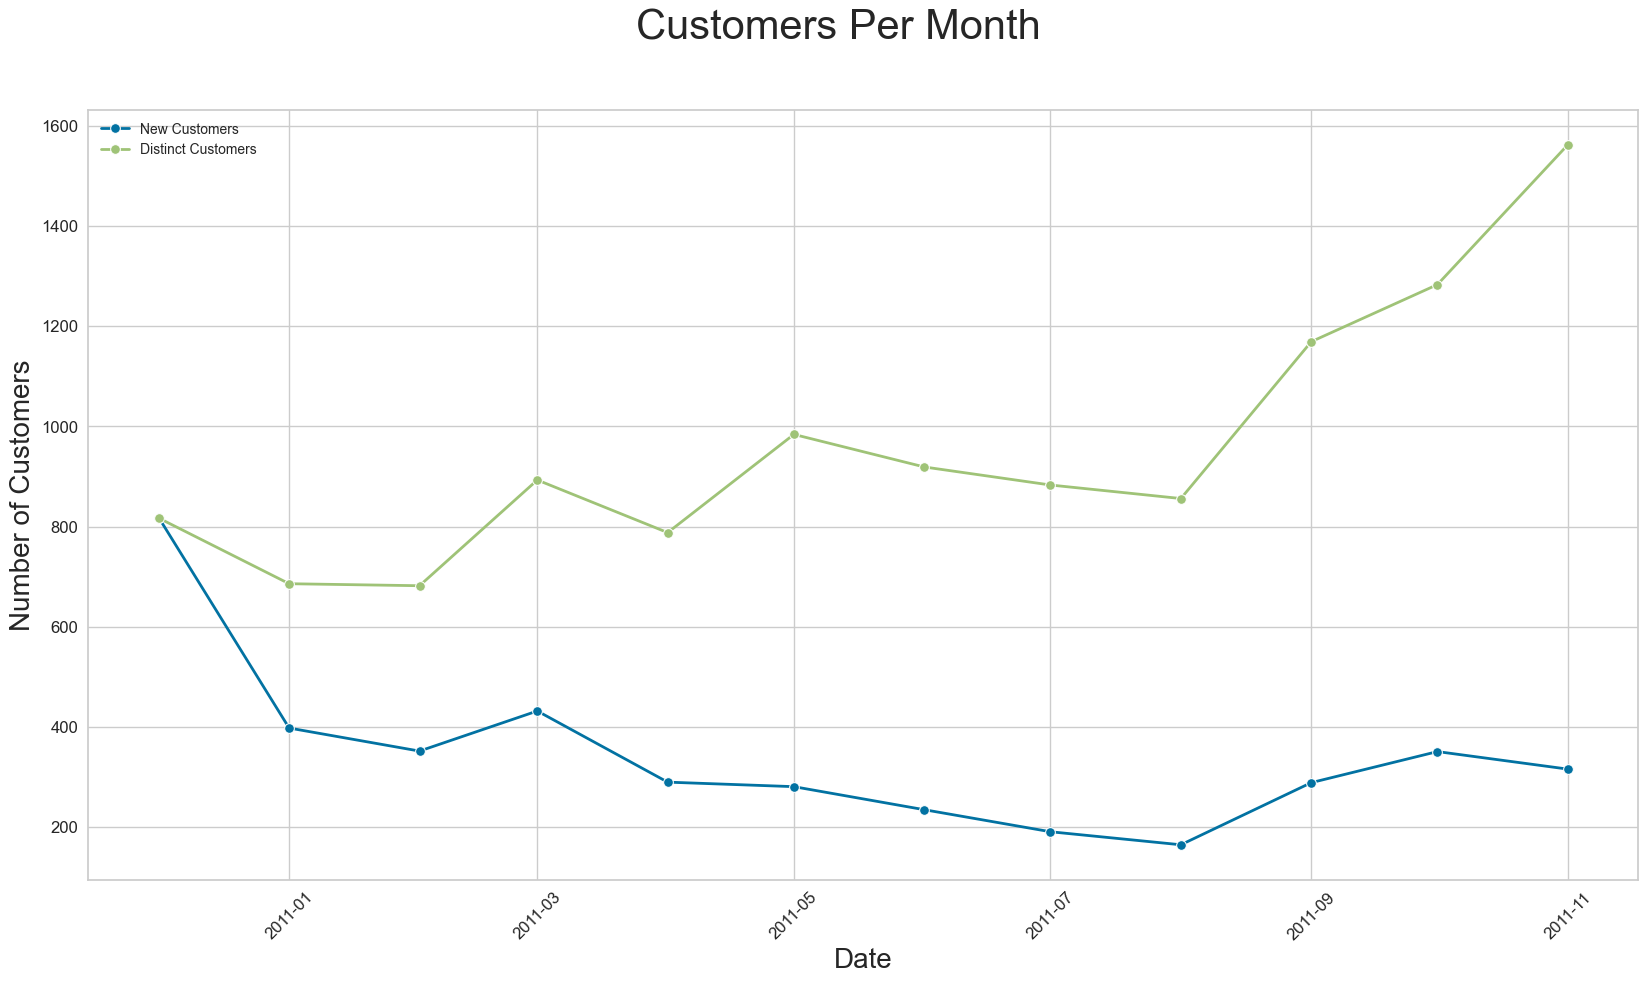 Customers Per Month
New Customers
Distinct Customers
1600
1400
1200
1000
800
600
400
200
Number of Customers
2011-01
2011-03
2011-05
2011-07
2011-09
2011-11
Date